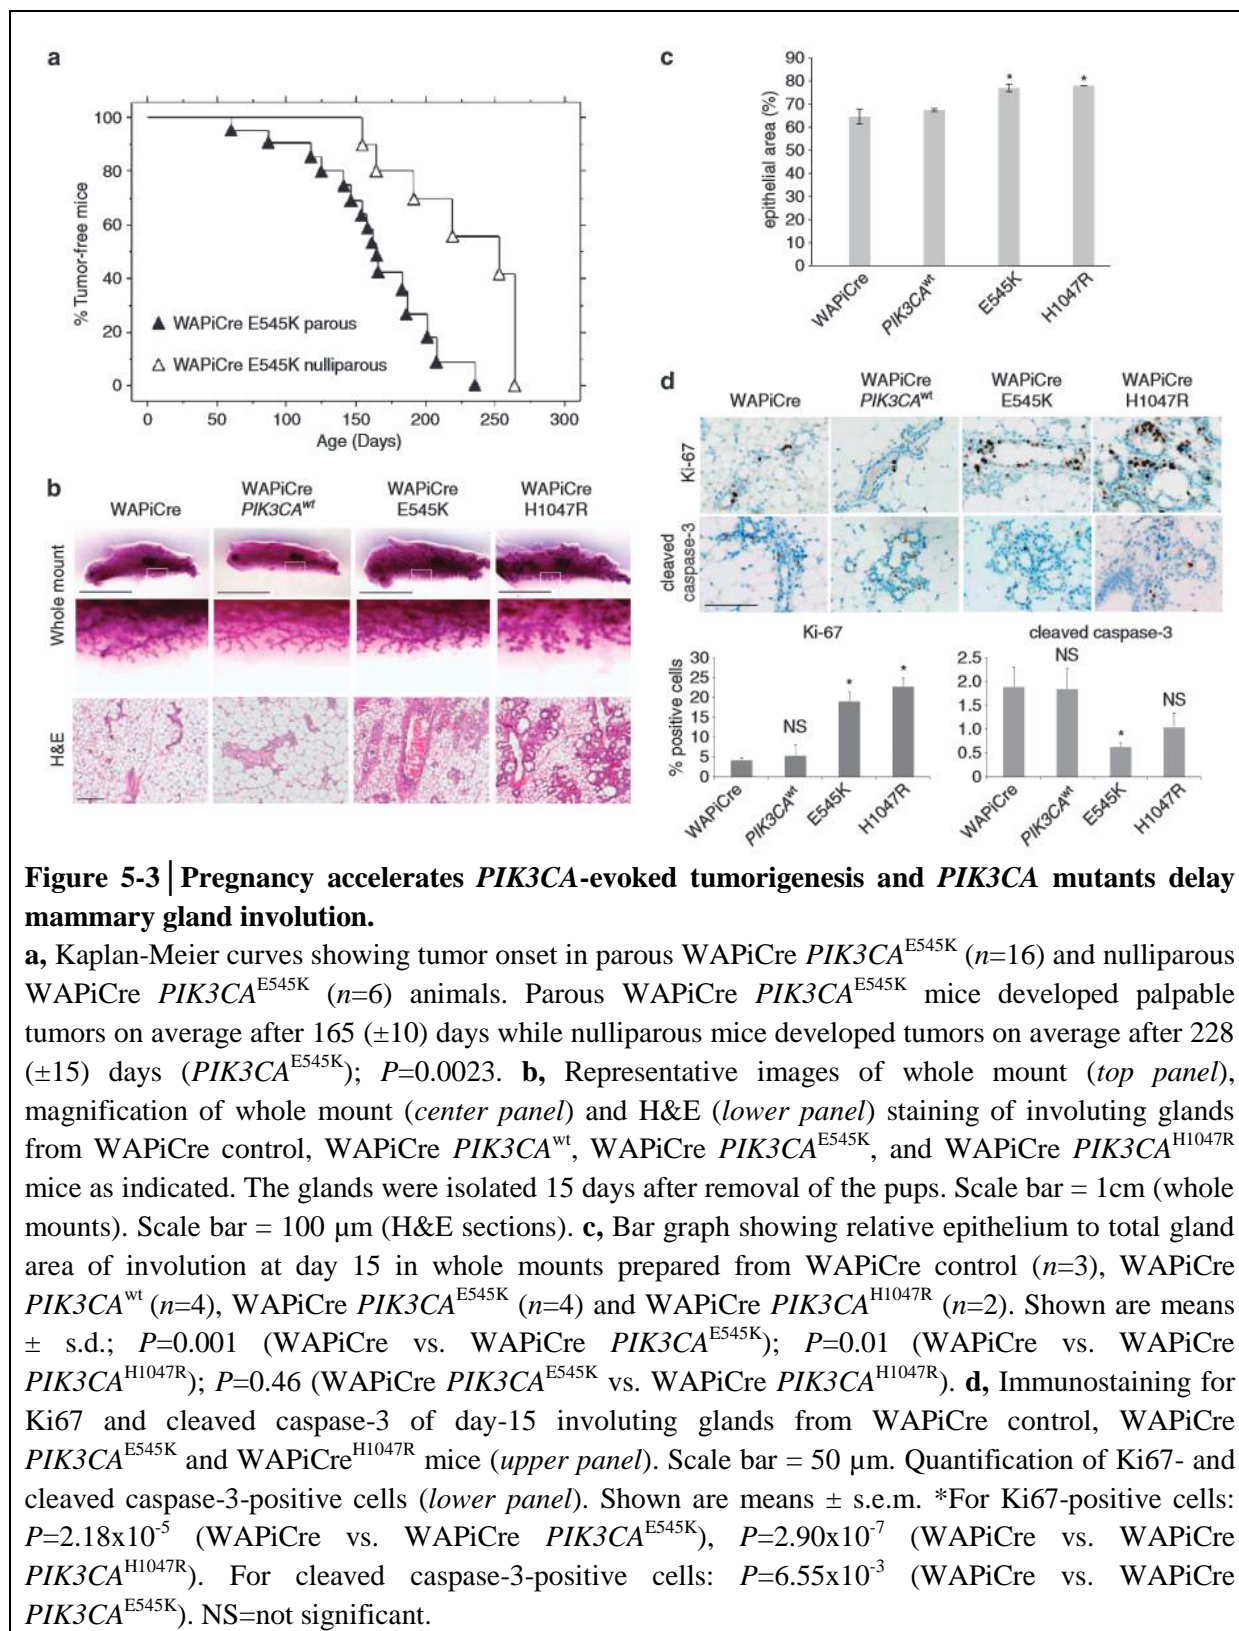 a
% Tumor-free mice
100
80
60
40
20
0
▲ WAPiCre E545K parous
△ WAPiCre E545K nulliparous
0 50 100 150 200 250 300
Age (Days)
b
WAPiCre
WAPiCre
PIK3CAwt
WAPiCre
E545K
WAPiCre
H1047R
Whole mount
H&E
c
epithelial area (%)
90
80
70
60
50
40
30
20
10
0
* *
WAPiCre PIK3CAwt E545K H1047R
d
WAPiCre
WAPiCre
PIK3CAwt
WAPiCre
E545K
WAPiCre
H1047R
Ki-67
cleaved
caspase-3
Ki-67
% positive cells
30
25
20
15
10
5
0
NS * *
WAPiCre PIK3CAwt E545K H1047R
cleaved caspase-3
2.5
2.0
1.5
1.0
0.5
0
NS * NS
WAPiCre PIK3CAwt E545K H1047R
Figure 5-3│Pregnancy accelerates PIK3CA-evoked tumorigenesis and PIK3CA mutants delay
mammary gland involution.
a, Kaplan-Meier curves showing tumor onset in parous WAPiCre PIK3CAE545K (n=16) and nulliparous
WAPiCre PIK3CAE545K (n=6) animals. Parous WAPiCre PIK3CAE545K mice developed palpable
tumors on average after 165 (±10) days while nulliparous mice developed tumors on average after 228
(±15) days (PIK3CAE545K); P=0.0023. b, Representative images of whole mount (top panel),
magnification of whole mount (center panel) and H&E (lower panel) staining of involuting glands
from WAPiCre control, WAPiCre PIK3CAwt, WAPiCre PIK3CAE545K, and WAPiCre PIK3CAH1047R
mice as indicated. The glands were isolated 15 days after removal of the pups. Scale bar = 1cm (whole
mounts). Scale bar = 100 µm (H&E sections). c, Bar graph showing relative epithelium to total gland
area of involution at day 15 in whole mounts prepared from WAPiCre control (n=3), WAPiCre
PIK3CAwt (n=4), WAPiCre PIK3CAE545K (n=4) and WAPiCre PIK3CAH1047R (n=2). Shown are means
± s.d.; P=0.001 (WAPiCre vs. WAPiCre PIK3CAE545K); P=0.01 (WAPiCre vs. WAPiCre
PIK3CAH1047R); P=0.46 (WAPiCre PIK3CAE545K vs. WAPiCre PIK3CAH1047R). d, Immunostaining for
Ki67 and cleaved caspase-3 of day-15 involuting glands from WAPiCre control, WAPiCre
PIK3CAE545K and WAPiCreH1047R mice (upper panel). Scale bar = 50 µm. Quantification of Ki67- and
cleaved caspase-3-positive cells (lower panel). Shown are means ± s.e.m. *For Ki67-positive cells:
P=2.18x10-5 (WAPiCre vs. WAPiCre PIK3CAE545K), P=2.90x10-7 (WAPiCre vs. WAPiCre
PIK3CAH1047R). For cleaved caspase-3-positive cells: P=6.55x10-3 (WAPiCre vs. WAPiCre
PIK3CAE545K). NS=not significant.